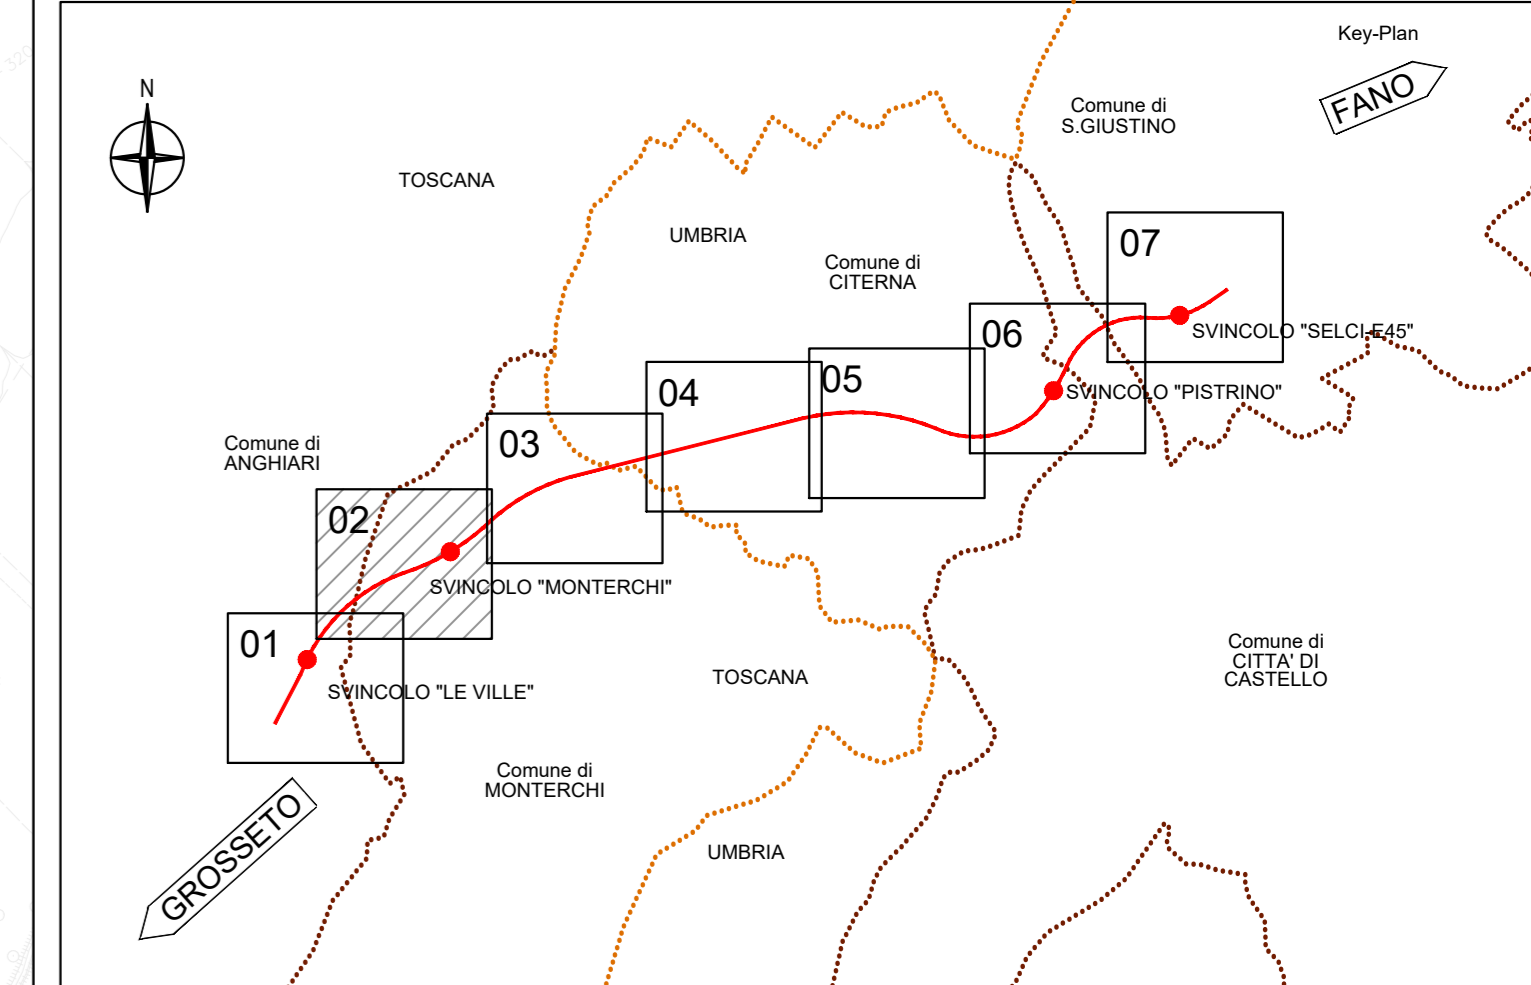 Key-Plan
N
FANO
Comune di
S.GIUSTINO
TOSCANA
UMBRIA
Comune di
CITERNA
07
SVINCOLO "SELCI-E45"
06
SVINCOLO "PISTRINO"
05
04
03
Comune di
ANGHIARI
02
SVINCOLO "MONTERCHI"
01
SVINCOLO "LE VILLE"
TOSCANA
Comune di
CITTA' DI
CASTELLO
Comune di
MONTERCHI
GROSSETO
UMBRIA
320